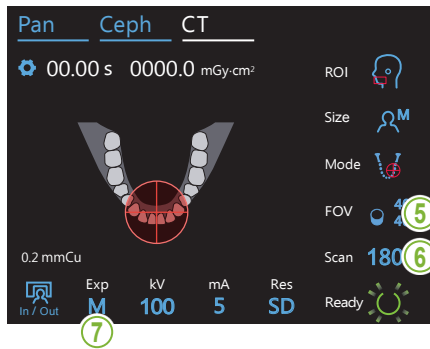 Pan Ceph CT
00.00 s 0000.0 mGy·cm²
ROI
Size M
Mode
FOV 4 4 5
0.2 mmCu
Scan 180 6
Exp kV mA Res
In / Out M 100 5 SD
Ready
7